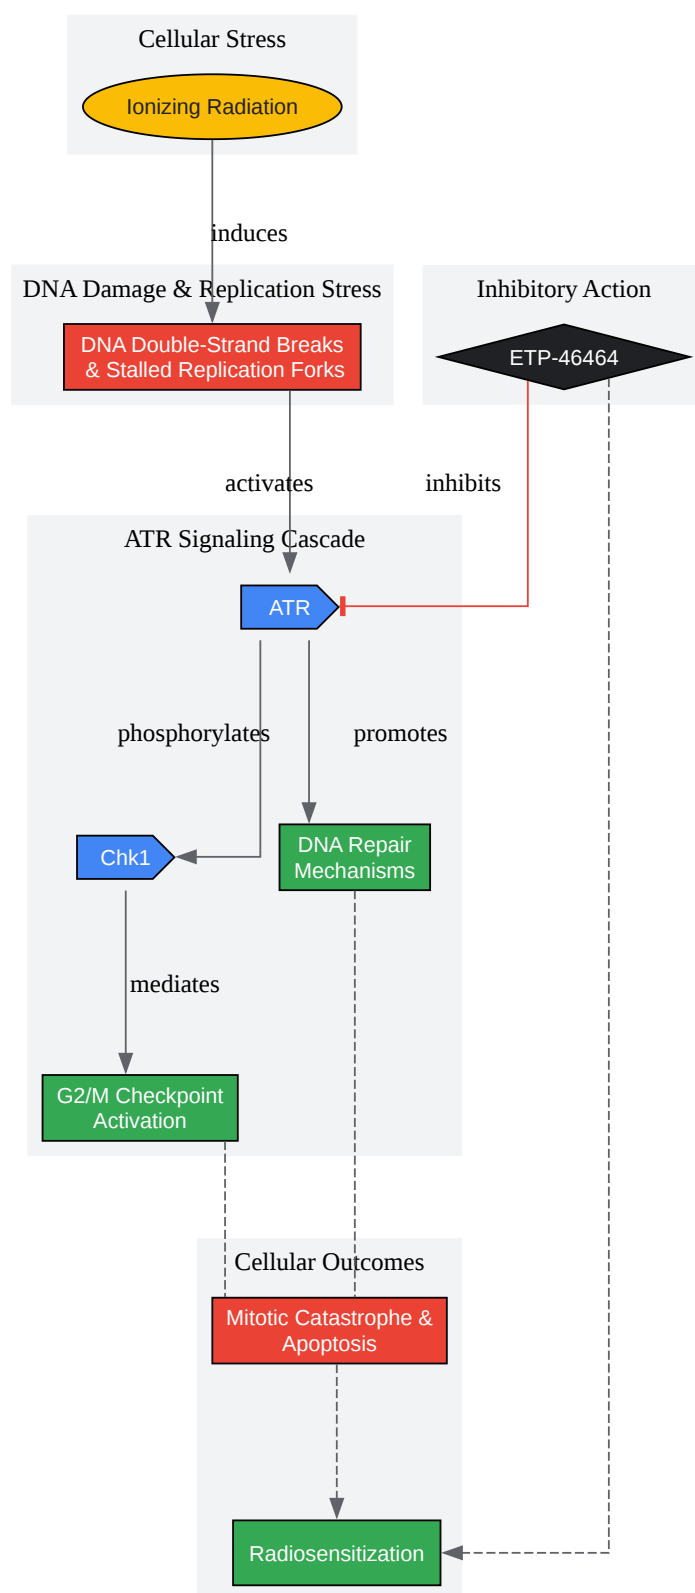 Cellular Stress
Ionizing Radiation
induces
DNA Damage & Replication Stress
Inhibitory Action
DNA Double-Strand Breaks
& Stalled Replication Forks
ETP-46464
activates
inhibits
ATR Signaling Cascade
ATR
phosphorylates
promotes
Chk1
DNA Repair
Mechanisms
mediates
G2/M Checkpoint
Activation
Cellular Outcomes
Mitotic Catastrophe &
Apoptosis
Radiosensitization